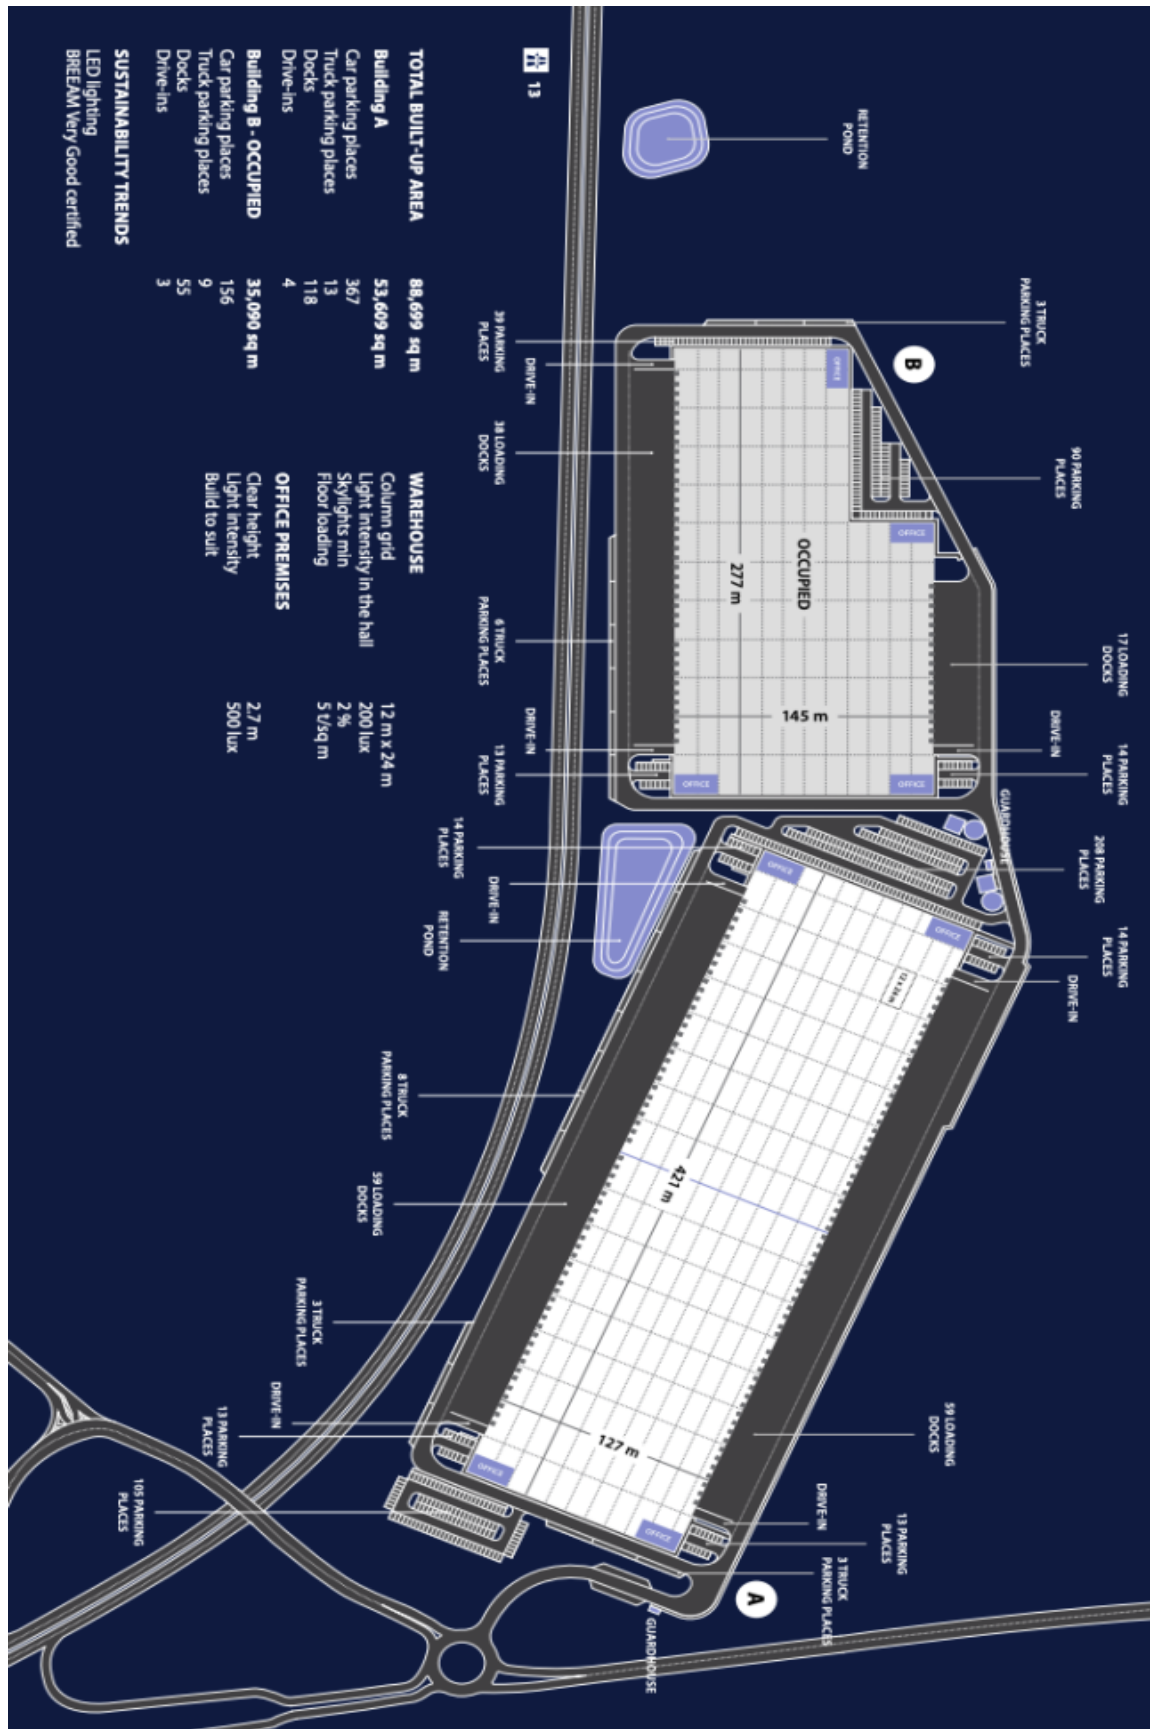 TOTAL BUILT-UP AREA 88,699 sq m
Building A 53,609 sq m
Car parking places 367
Truck parking places 13
Docks 118
Drive-ins 4
Building B - OCCUPIED 35,090 sq m
Car parking places 156
Truck parking places 9
Docks 55
Drive-ins 3
SUSTAINABILITY TRENDS
LED lighting
BREEAM Very Good certified
WAREHOUSE
Column grid 12 m x 24 m
Light intensity in the hall 200 lux
Skylights min 2 %
Floor loading 5 t/sq m
OFFICE PREMISES
Clear height 2.7 m
Light intensity 500 lux
Build to suit
13
RETENTION
POND
3 TRUCK
PARKING PLACES
B
90 PARKING
PLACES
17 LOADING
DOCKS
DRIVE-IN
14 PARKING
PLACES
GUARDHOUSE
208 PARKING
PLACES
14 PARKING
PLACES
DRIVE-IN
59 LOADING
DOCKS
DRIVE-IN
13 PARKING
PLACES
3 TRUCK
PARKING PLACES
A
GUARDHOUSE
OFFICE
OFFICE
OCCUPIED
277 m
145 m
OFFICE
OFFICE
OFFICE
OFFICE
12 x 24 m
421 m
127 m
OFFICE
OFFICE
39 PARKING
PLACES
DRIVE-IN
38 LOADING
DOCKS
6 TRUCK
PARKING PLACES
DRIVE-IN
13 PARKING
PLACES
14 PARKING
PLACES
DRIVE-IN
RETENTION
POND
8 TRUCK
PARKING PLACES
59 LOADING
DOCKS
3 TRUCK
PARKING PLACES
DRIVE-IN
13 PARKING
PLACES
105 PARKING
PLACES